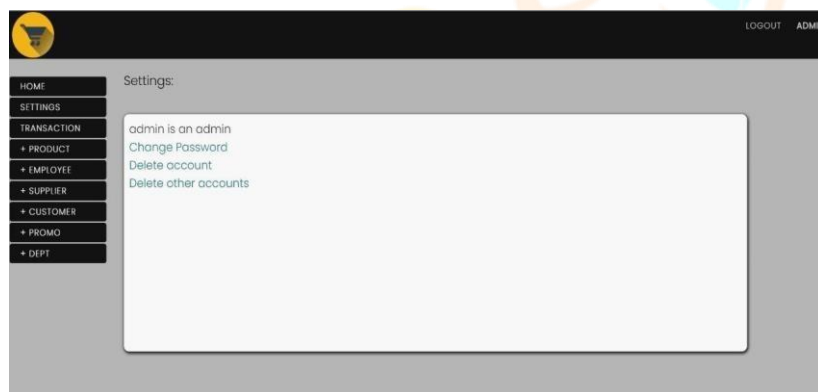 LOGOUT ADMI
Settings:
HOME
SETTINGS
TRANSACTION
+ PRODUCT
+ EMPLOYEE
+ SUPPLIER
+ CUSTOMER
+ PROMO
+ DEPT
admin is an admin
Change Password
Delete account
Delete other accounts